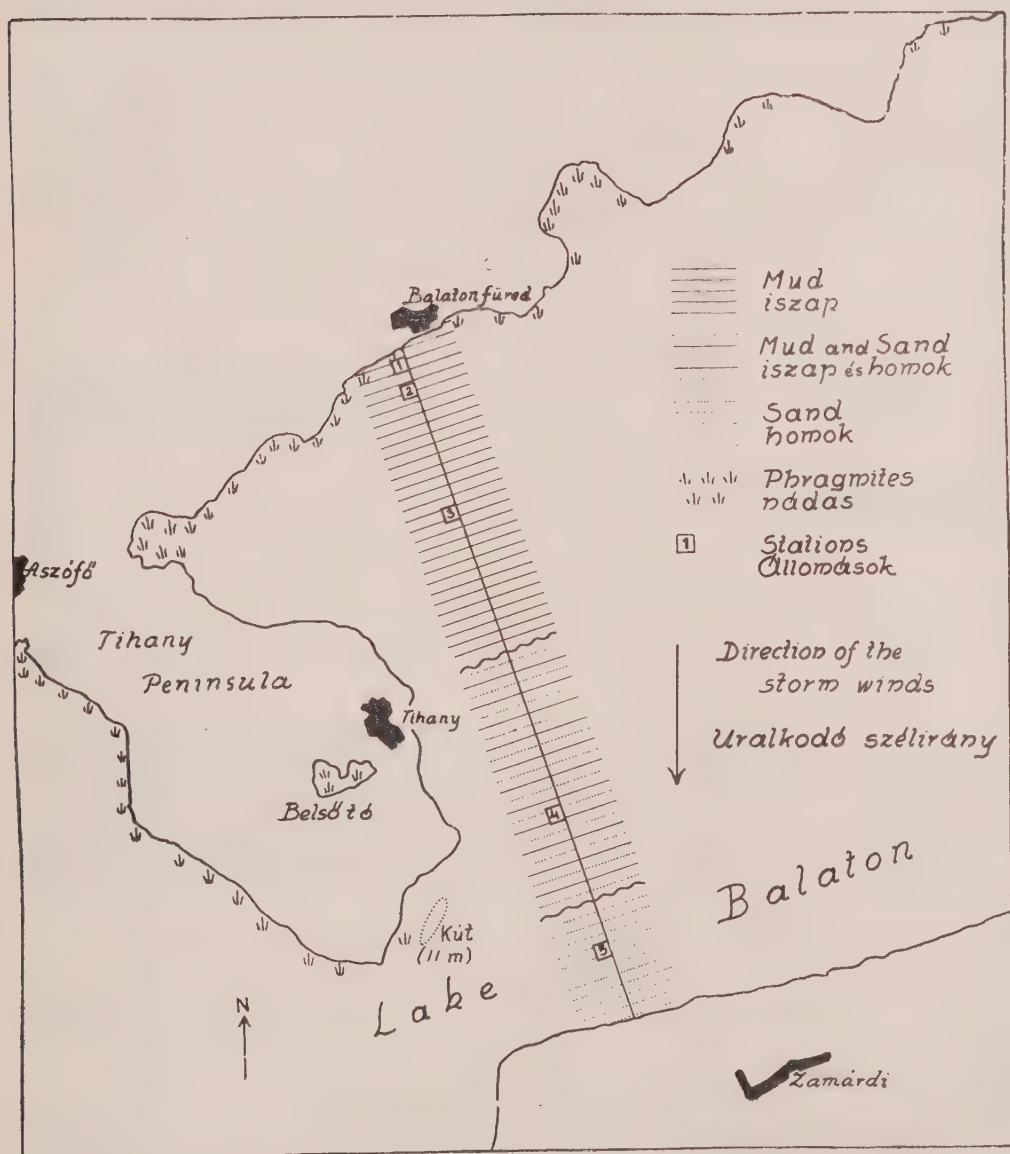 Balatonfüred
1
2
3
4
5
Mud
iszap
Mud and Sand
iszap és homok
Sand
homok
Phragmites
nádas
1
Stations
Állomások
Aszófő
Tihany
Peninsula
Tihany
Belső tó
Direction of the
storm winds
Uralkodó szélirány
Kút
(11 m)
Lake Balaton
N
Zamárdi